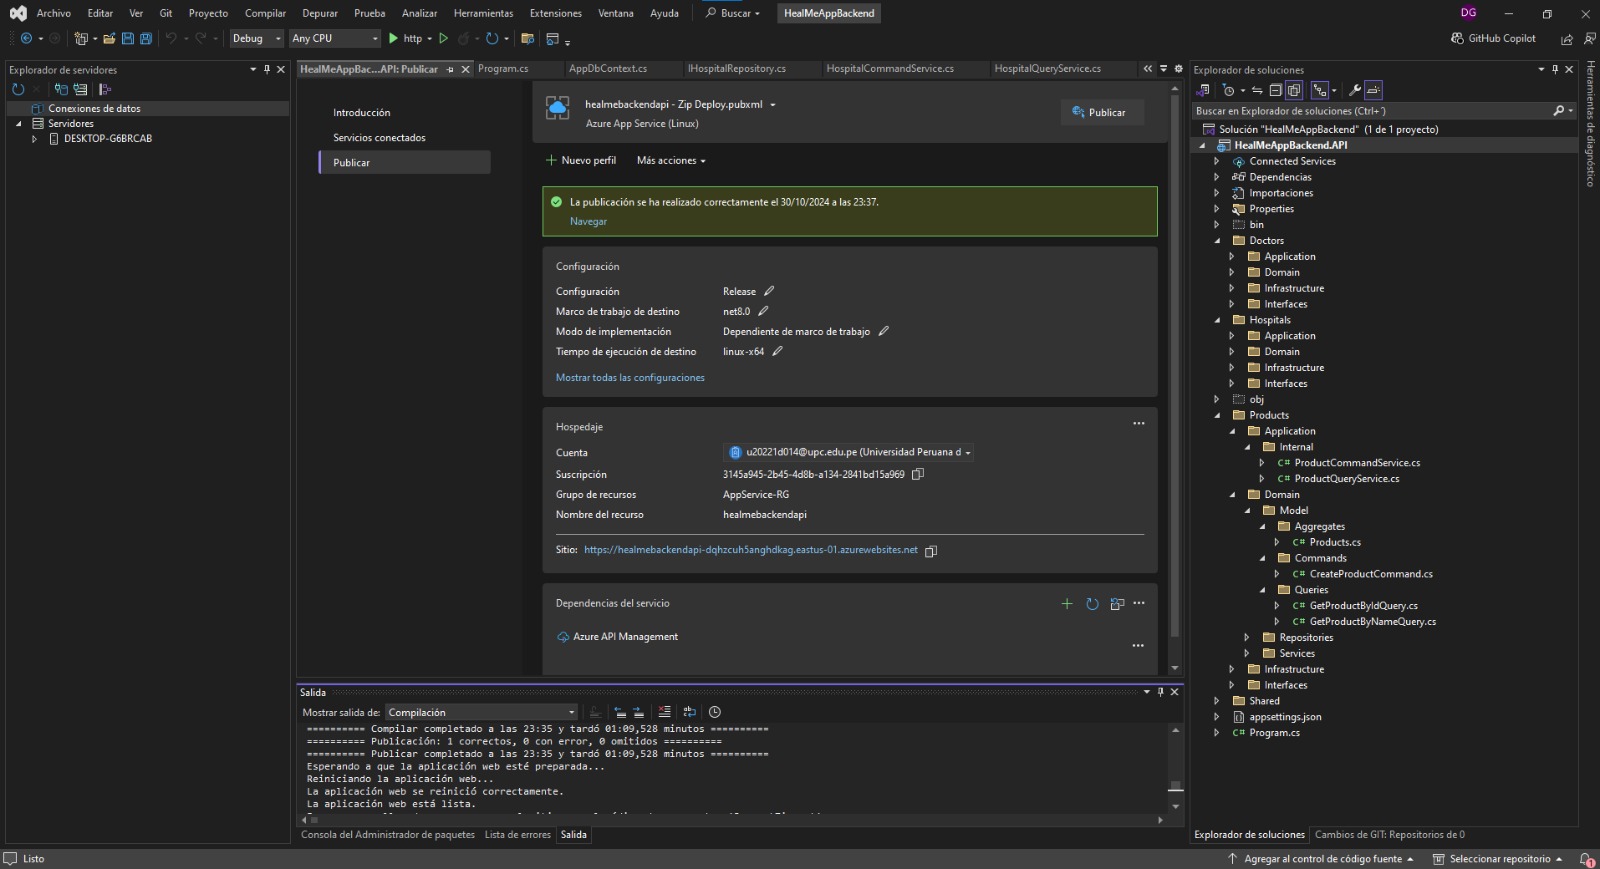 Archivo Editar Ver Git Proyecto Compilar Depurar Prueba Analizar Herramientas Extensiones Ventana Ayuda Buscar HealMeAppBackend DG
Debug Any CPU http GitHub Copilot
Explorador de servidores
Conexiones de datos
Servidores
DESKTOP-G6BRCAB
HealMeAppBac...API: Publicar Program.cs AppDbContext.cs IHospitalRepository.cs HospitalCommandService.cs HospitalQueryService.cs
Introducción
Servicios conectados
Publicar
healmebackendapi - Zip Deploy.pubxml
Azure App Service (Linux)
Publicar
Nuevo perfil Más acciones
La publicación se ha realizado correctamente el 30/10/2024 a las 23:37.
Navegar
Configuración
Configuración Release
Marco de trabajo de destino net8.0
Modo de implementación Dependiente de marco de trabajo
Tiempo de ejecución de destino linux-x64
Mostrar todas las configuraciones
Hospedaje
Cuenta u20221d014@upc.edu.pe (Universidad Peruana d
Suscripción 3145a945-2b45-4d8b-a134-2841bd15a969
Grupo de recursos AppService-RG
Nombre del recurso healmebackendapi
Sitio: https://healmebackendapi-dqhzcuh5anghdkag.eastus-01.azurewebsites.net
Dependencias del servicio
Azure API Management
Salida
Mostrar salida de: Compilación
========== Compilar completado a las 23:35 y tardó 01:09,528 minutos ==========
========== Publicación: 1 correctos, 0 con error, 0 omitidos ==========
========== Publicar completado a las 23:35 y tardó 01:09,528 minutos ==========
Esperando a que la aplicación web esté preparada...
Reiniciando la aplicación web...
La aplicación web se reinició correctamente.
La aplicación web está lista.
Consola del Administrador de paquetes Lista de errores Salida
Explorador de soluciones
Buscar en Explorador de soluciones (Ctrl+´)
Solución "HealMeAppBackend" (1 de 1 proyecto)
HealMeAppBackend.API
Connected Services
Dependencias
Importaciones
Properties
bin
Doctors
Application
Domain
Infrastructure
Interfaces
Hospitals
Application
Domain
Infrastructure
Interfaces
obj
Products
Application
Internal
C# ProductCommandService.cs
C# ProductQueryService.cs
Domain
Model
Aggregates
C# Products.cs
Commands
C# CreateProductCommand.cs
Queries
C# GetProductByIdQuery.cs
C# GetProductByNameQuery.cs
Repositories
Services
Infrastructure
Interfaces
Shared
appsettings.json
C# Program.cs
Explorador de soluciones Cambios de GIT: Repositorios de 0
Herramientas de diagnóstico
Listo Agregar al control de código fuente Seleccionar repositorio 1